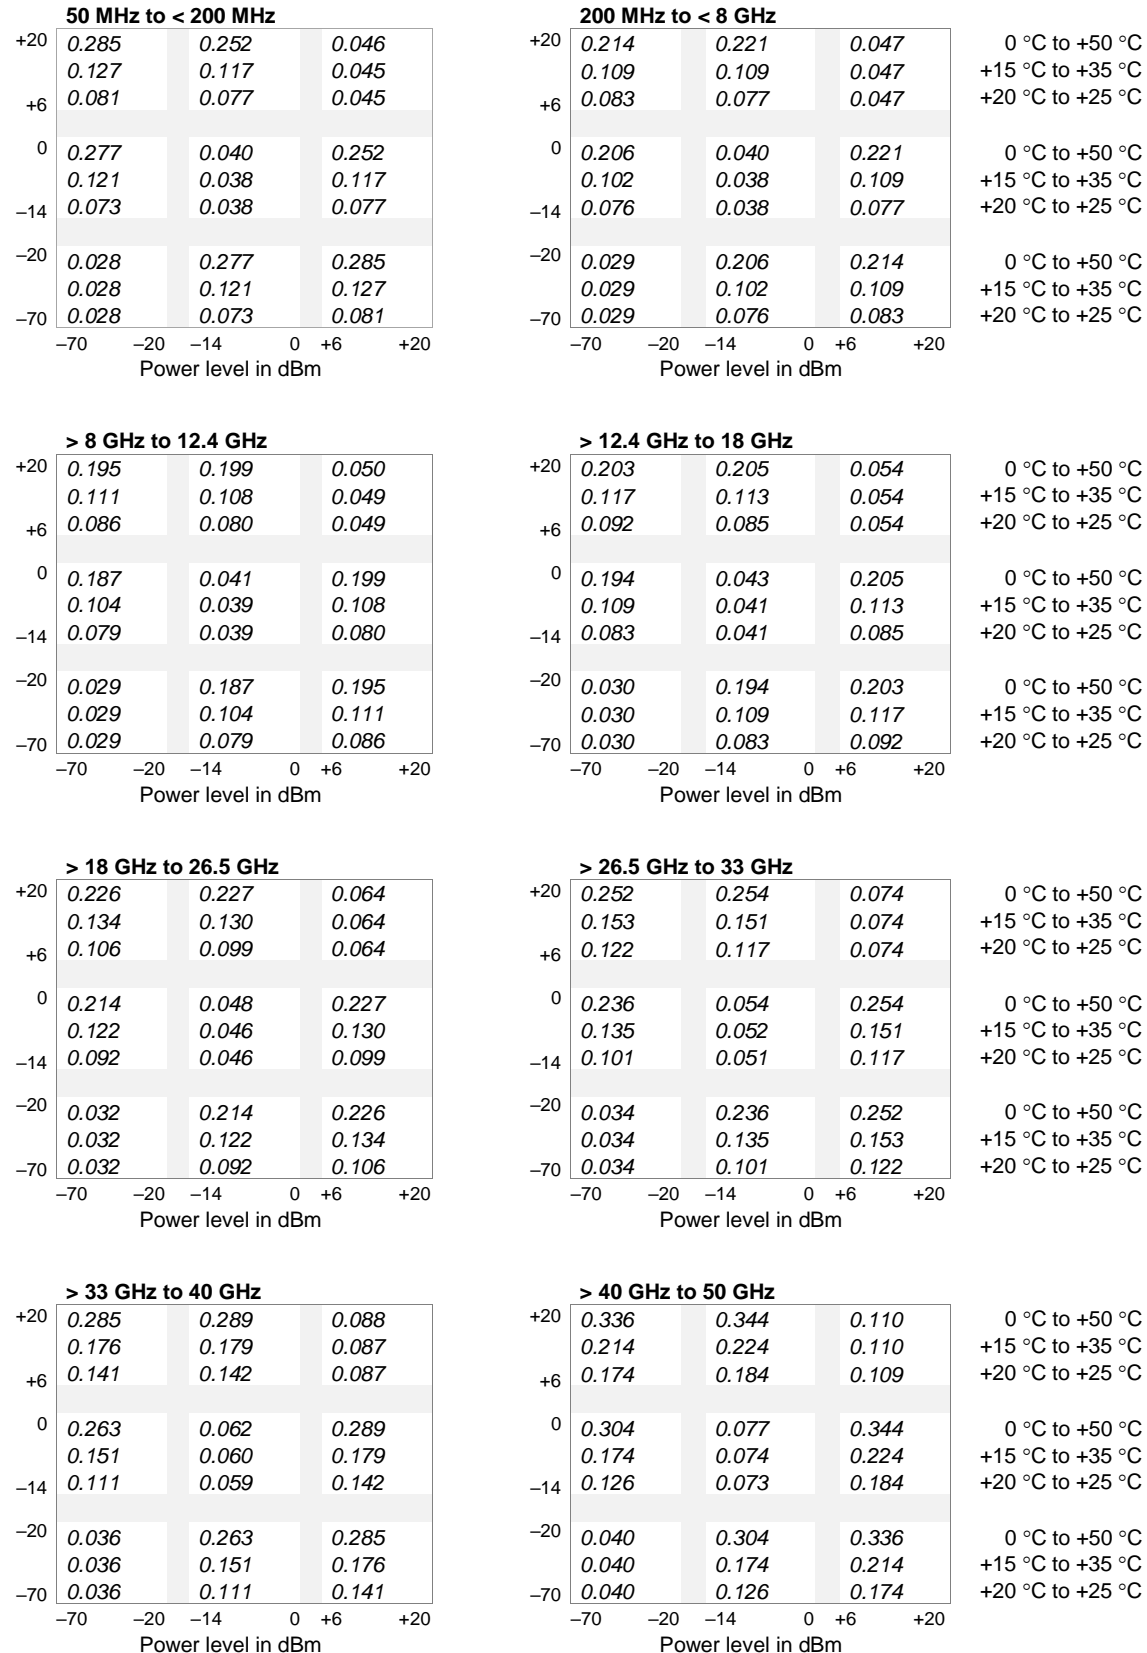 50 MHz to < 200 MHz 200 MHz to < 8 GHz
+20 0.285 0.252 0.046 +20 0.214 0.221 0.047 0 °C to +50 °C
0.127 0.117 0.045 0.109 0.109 0.047 +15 °C to +35 °C
+6 0.081 0.077 0.045 +6 0.083 0.077 0.047 +20 °C to +25 °C
0 0.277 0.040 0.252 0 0.206 0.040 0.221 0 °C to +50 °C
0.121 0.038 0.117 0.102 0.038 0.109 +15 °C to +35 °C
–14 0.073 0.038 0.077 –14 0.076 0.038 0.077 +20 °C to +25 °C
–20 0.028 0.277 0.285 –20 0.029 0.206 0.214 0 °C to +50 °C
0.028 0.121 0.127 0.029 0.102 0.109 +15 °C to +35 °C
–70 0.028 0.073 0.081 –70 0.029 0.076 0.083 +20 °C to +25 °C
–70 –20 –14 0 +6 +20 –70 –20 –14 0 +6 +20
Power level in dBm Power level in dBm
> 8 GHz to 12.4 GHz > 12.4 GHz to 18 GHz
+20 0.195 0.199 0.050 +20 0.203 0.205 0.054 0 °C to +50 °C
0.111 0.108 0.049 0.117 0.113 0.054 +15 °C to +35 °C
+6 0.086 0.080 0.049 +6 0.092 0.085 0.054 +20 °C to +25 °C
0 0.187 0.041 0.199 0 0.194 0.043 0.205 0 °C to +50 °C
0.104 0.039 0.108 0.109 0.041 0.113 +15 °C to +35 °C
–14 0.079 0.039 0.080 –14 0.083 0.041 0.085 +20 °C to +25 °C
–20 0.029 0.187 0.195 –20 0.030 0.194 0.203 0 °C to +50 °C
0.029 0.104 0.111 0.030 0.109 0.117 +15 °C to +35 °C
–70 0.029 0.079 0.086 –70 0.030 0.083 0.092 +20 °C to +25 °C
–70 –20 –14 0 +6 +20 –70 –20 –14 0 +6 +20
Power level in dBm Power level in dBm
> 18 GHz to 26.5 GHz > 26.5 GHz to 33 GHz
+20 0.226 0.227 0.064 +20 0.252 0.254 0.074 0 °C to +50 °C
0.134 0.130 0.064 0.153 0.151 0.074 +15 °C to +35 °C
+6 0.106 0.099 0.064 +6 0.122 0.117 0.074 +20 °C to +25 °C
0 0.214 0.048 0.227 0 0.236 0.054 0.254 0 °C to +50 °C
0.122 0.046 0.130 0.135 0.052 0.151 +15 °C to +35 °C
–14 0.092 0.046 0.099 –14 0.101 0.051 0.117 +20 °C to +25 °C
–20 0.032 0.214 0.226 –20 0.034 0.236 0.252 0 °C to +50 °C
0.032 0.122 0.134 0.034 0.135 0.153 +15 °C to +35 °C
–70 0.032 0.092 0.106 –70 0.034 0.101 0.122 +20 °C to +25 °C
–70 –20 –14 0 +6 +20 –70 –20 –14 0 +6 +20
Power level in dBm Power level in dBm
> 33 GHz to 40 GHz > 40 GHz to 50 GHz
+20 0.285 0.289 0.088 +20 0.336 0.344 0.110 0 °C to +50 °C
0.176 0.179 0.087 0.214 0.224 0.110 +15 °C to +35 °C
+6 0.141 0.142 0.087 +6 0.174 0.184 0.109 +20 °C to +25 °C
0 0.263 0.062 0.289 0 0.304 0.077 0.344 0 °C to +50 °C
0.151 0.060 0.179 0.174 0.074 0.224 +15 °C to +35 °C
–14 0.111 0.059 0.142 –14 0.126 0.073 0.184 +20 °C to +25 °C
–20 0.036 0.263 0.285 –20 0.040 0.304 0.336 0 °C to +50 °C
0.036 0.151 0.176 0.040 0.174 0.214 +15 °C to +35 °C
–70 0.036 0.111 0.141 –70 0.040 0.126 0.174 +20 °C to +25 °C
–70 –20 –14 0 +6 +20 –70 –20 –14 0 +6 +20
Power level in dBm Power level in dBm